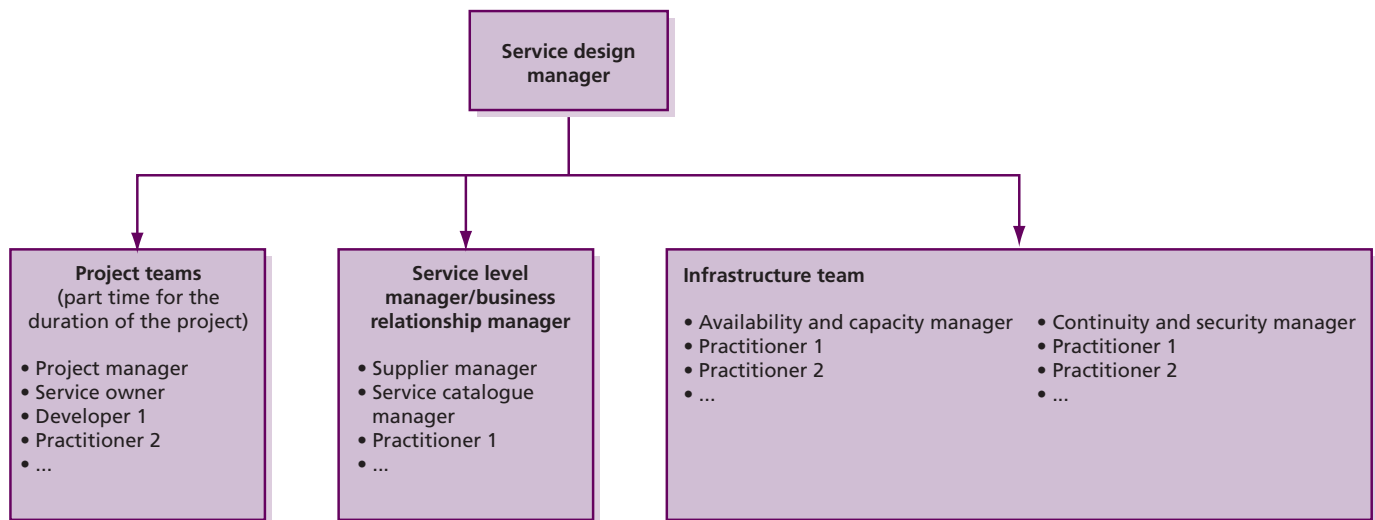 Service design
manager
Project teams
(part time for the
duration of the project)
• Project manager
• Service owner
• Developer 1
• Practitioner 2
• ...
Service level
manager/business
relationship manager
• Supplier manager
• Service catalogue
manager
• Practitioner 1
• ...
Infrastructure team
• Availability and capacity manager
• Practitioner 1
• Practitioner 2
• ...
• Continuity and security manager
• Practitioner 1
• Practitioner 2
• ...